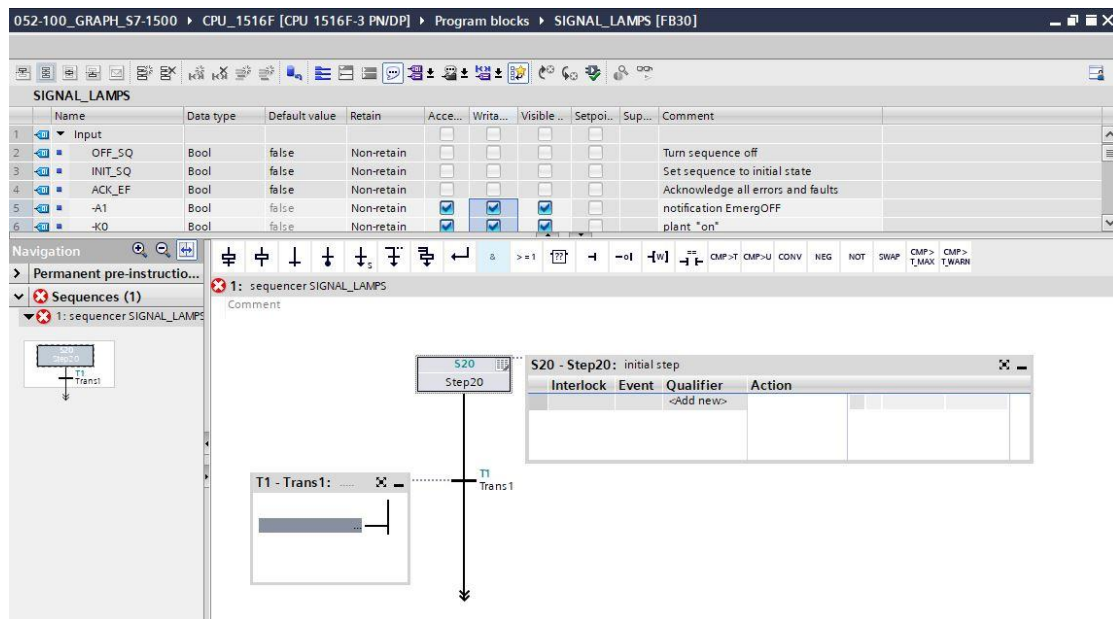 052-100_GRAPH_S7-1500 ▸ CPU_1516F [CPU 1516F-3 PN/DP] ▸ Program blocks ▸ SIGNAL_LAMPS [FB30]
SIGNAL_LAMPS
Name Data type Default value Retain Acce... Writa... Visible .. Setpoi.. Sup... Comment
1 Input
2 OFF_SQ Bool false Non-retain Turn sequence off
3 INIT_SQ Bool false Non-retain Set sequence to initial state
4 ACK_EF Bool false Non-retain Acknowledge all errors and faults
5 -A1 Bool false Non-retain notification EmergOFF
6 -K0 Bool false Non-retain plant "on"
Navigation
Permanent pre-instructio...
Sequences (1)
1: sequencer SIGNAL_LAMPS
S20
Step20
T1
Trans1
& >=1 [??] CMP>T CMP>U CONV NEG NOT SWAP CMP>T_MAX CMP>T_WARN
1: sequencer SIGNAL_LAMPS
Comment
S20
Step20
S20 - Step20: initial step
Interlock Event Qualifier Action
<Add new>
T1 - Trans1: .....
...
T1
Trans1